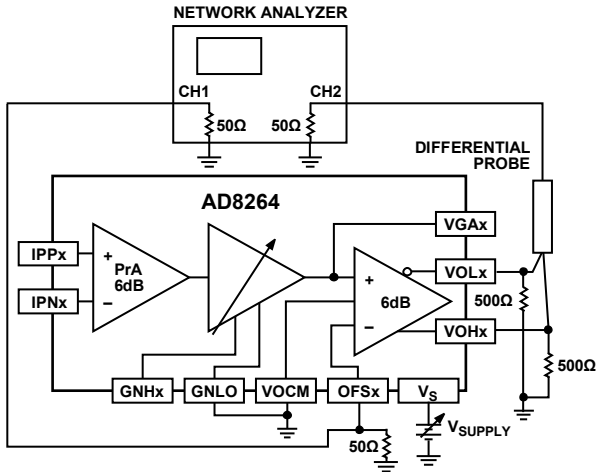 NETWORK ANALYZER
CH1
CH2
50Ω
50Ω
DIFFERENTIAL
PROBE
AD8264
VGAx
IPPx
+
PrA
6dB
+
6dB
VOLx
IPNx
−
−
500Ω
VOHx
500Ω
GNHx
GNLO
VOCM
OFSx
VS
50Ω
VSUPPLY